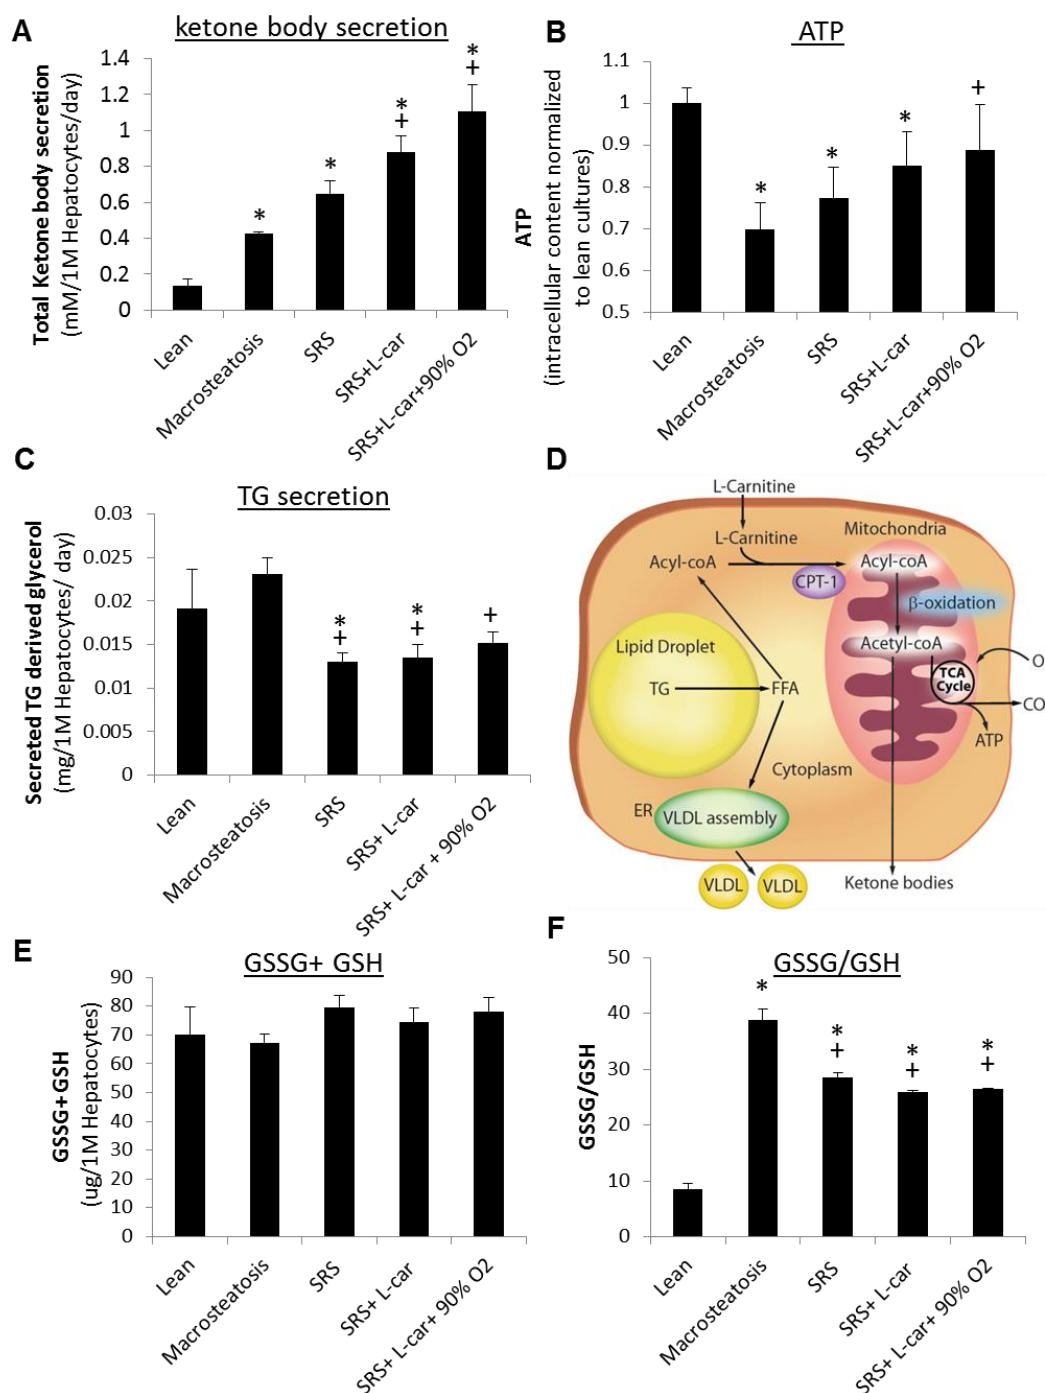 A
ketone body secretion
Total Ketone body secretion
(mM/1M Hepatocytes/day)
1.4
1.2
1
0.8
0.6
0.4
0.2
0
*
*
*
+
*
+
Lean
Macrosteatosis
SRS
SRS+L-car
SRS+L-car+90% O2
B
ATP
ATP
(intracellular content normalized
to lean cultures)
1.1
1
0.9
0.8
0.7
0.6
0.5
*
*
*
+
Lean
Macrosteatosis
SRS
SRS+L-car
SRS+L-car+90% O2
C
TG secretion
Secreted TG derived glycerol
(mg/1M Hepatocytes/ day)
0.03
0.025
0.02
0.015
0.01
0.005
0
*
+
*
+
+
Lean
Macrosteatosis
SRS
SRS+ L-car
SRS+ L-car + 90% O2
D
L-Carnitine
L-Carnitine
Mitochondria
Acyl-coA
CPT-1
Acyl-coA
β-oxidation
Lipid Droplet
Acetyl-coA
TG
FFA
TCA
Cycle
O
CO
ATP
Cytoplasm
ER
VLDL assembly
VLDL
VLDL
Ketone bodies
E
GSSG+ GSH
GSSG+GSH
(ug/1M Hepatocytes)
90
80
70
60
50
40
30
20
10
0
Lean
Macrosteatosis
SRS
SRS+ L-car
SRS+ L-car+ 90% O2
F
GSSG/GSH
GSSG/GSH
50
40
30
20
10
0
*
*
+
*
+
*
+
Lean
Macrosteatosis
SRS
SRS+ L-car
SRS+ L-car+ 90% O2